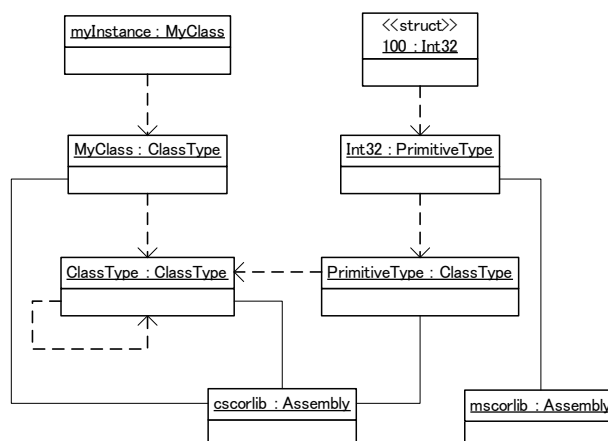 myInstance : MyClass
<<struct>>
100 : Int32
MyClass : ClassType
Int32 : PrimitiveType
ClassType : ClassType
PrimitiveType : ClassType
cscorlib : Assembly
mscorlib : Assembly